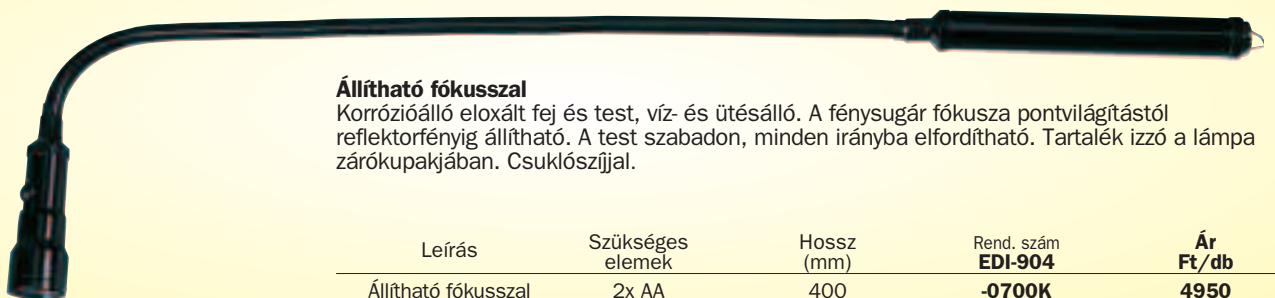 Állítható fókusszal
Korrózióálló eloxált fej és test, víz- és ütésálló. A fénysugár fókusza pontvilágítástól
reflektorfényig állítható. A test szabadon, minden irányba elfordítható. Tartalék izzó a lámpa
zárókupakjában. Csuklószíjjal.
Leírás Szükséges elemek Hossz (mm) Rend. szám EDI-904 Ár Ft/db
Állítható fókusszal 2x AA 400 -0700K 4950